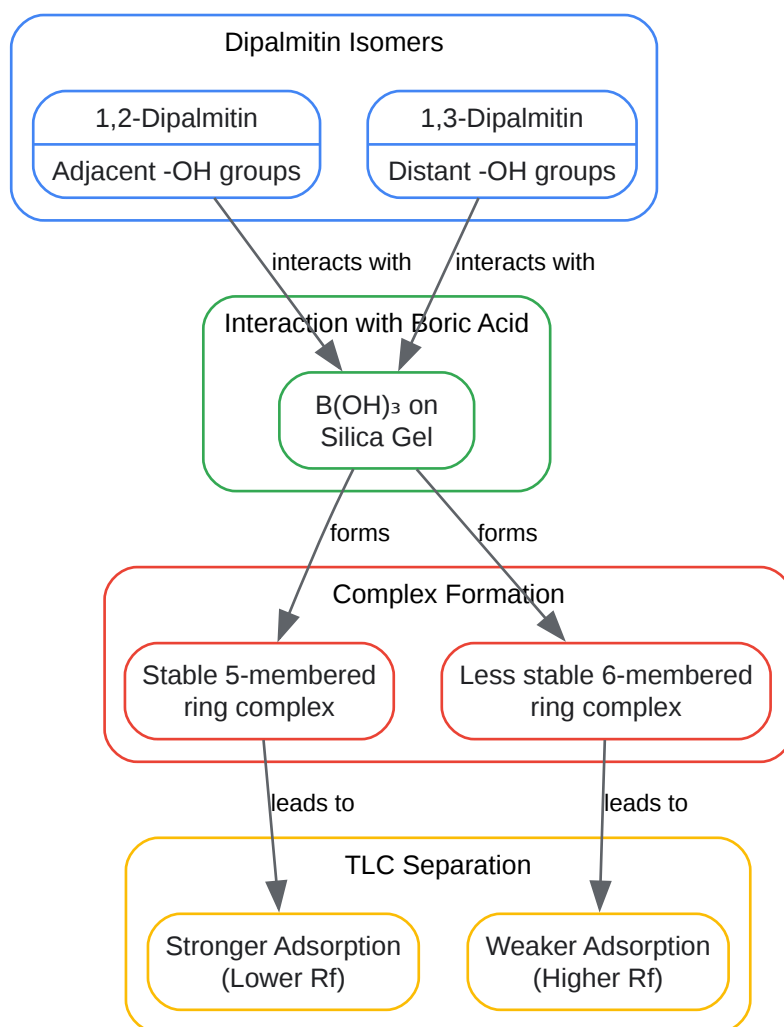 Dipalmitin Isomers
1,2-Dipalmitin
Adjacent -OH groups
1,3-Dipalmitin
Distant -OH groups
interacts with
interacts with
Interaction with Boric Acid
B(OH)₃ on
Silica Gel
forms
forms
Complex Formation
Stable 5-membered
ring complex
Less stable 6-membered
ring complex
leads to
leads to
TLC Separation
Stronger Adsorption
(Lower Rf)
Weaker Adsorption
(Higher Rf)